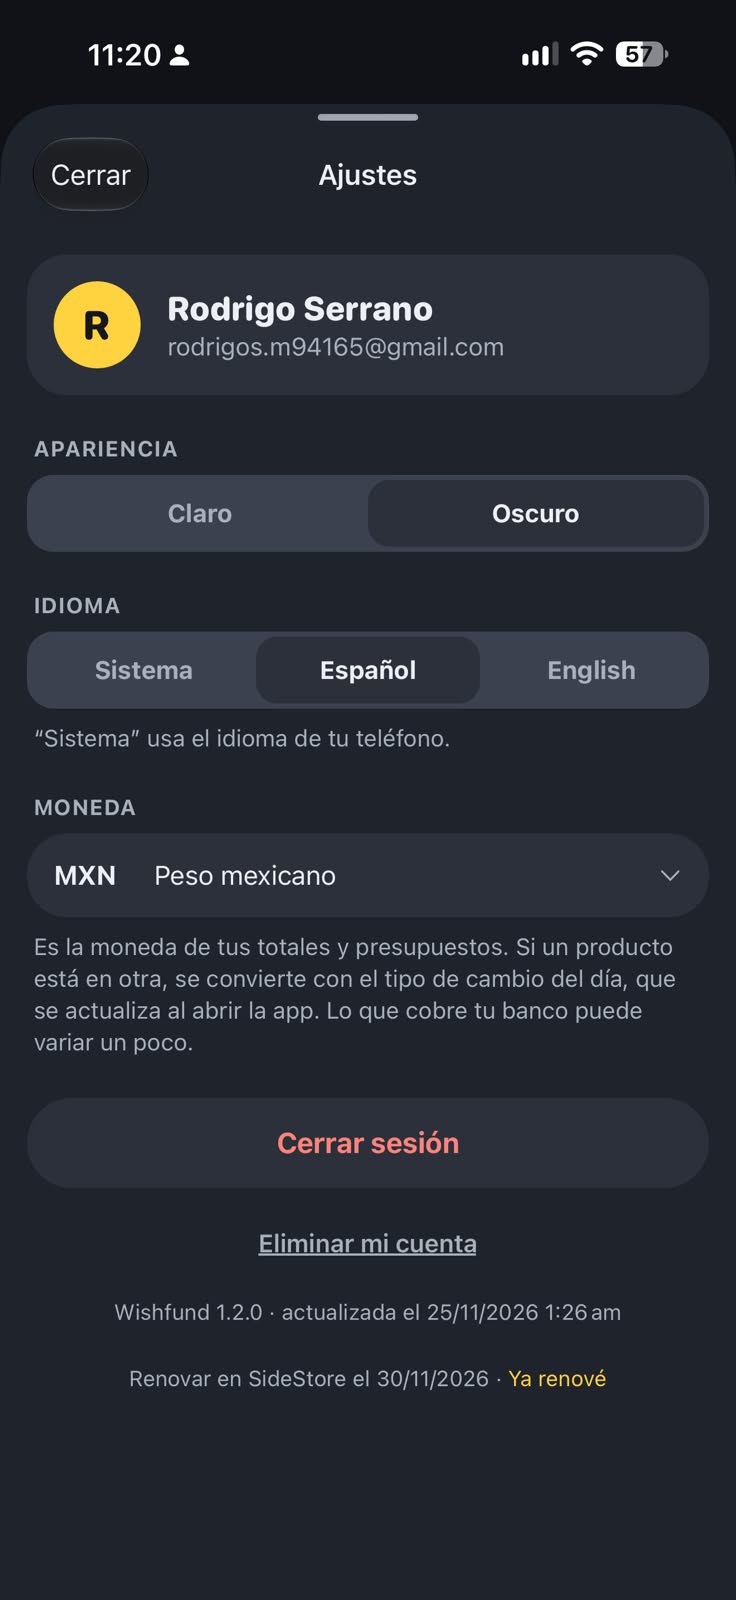 11:20
57
Cerrar
Ajustes
R
Rodrigo Serrano
rodrigos.m94165@gmail.com
APARIENCIA
Claro
Oscuro
IDIOMA
Sistema
Español
English
“Sistema” usa el idioma de tu teléfono.
MONEDA
MXN Peso mexicano
Es la moneda de tus totales y presupuestos. Si un producto
está en otra, se convierte con el tipo de cambio del día, que
se actualiza al abrir la app. Lo que cobre tu banco puede
variar un poco.
Cerrar sesión
Eliminar mi cuenta
Wishfund 1.2.0 · actualizada el 25/11/2026 1:26 am
Renovar en SideStore el 30/11/2026 · Ya renové